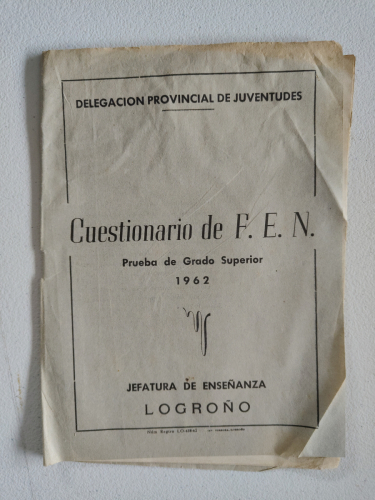 DELEGACION PROVINCIAL DE JUVENTUDES
Cuestionario de F. E. N.
Prueba de Grado Superior
1962
JEFATURA DE ENSEÑANZA
LOGROÑO